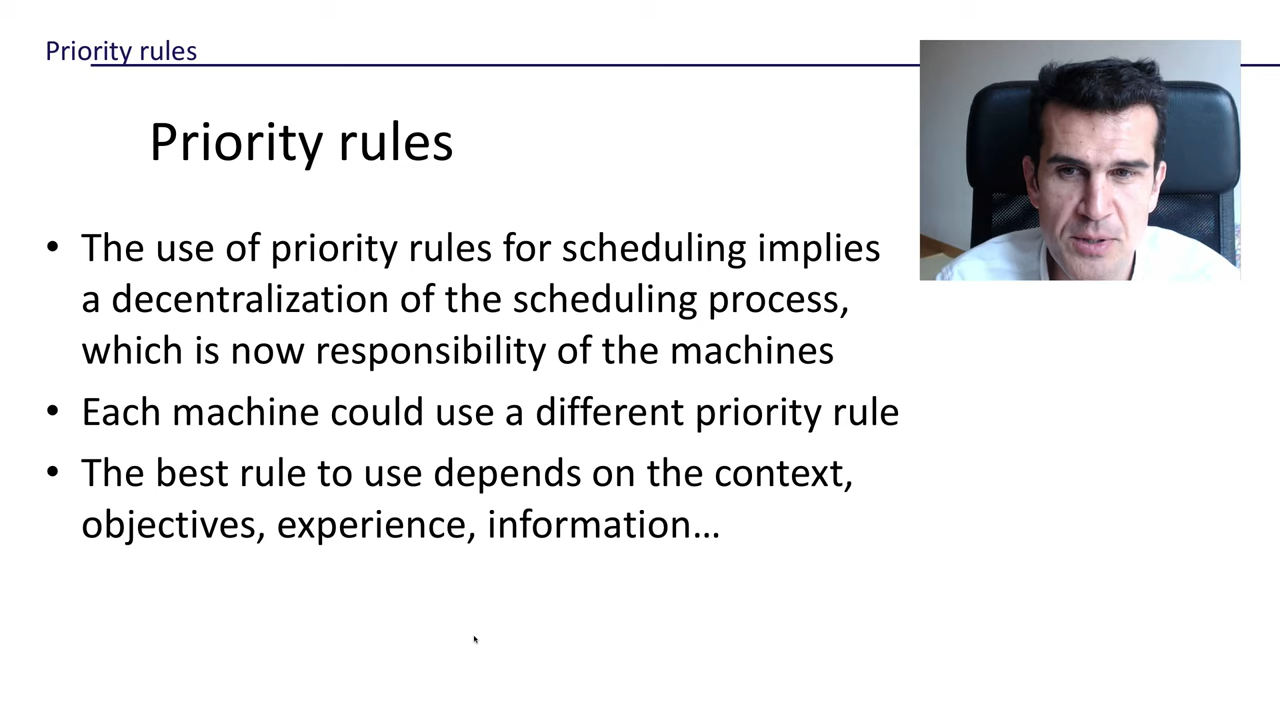 Priority rules
Priority rules
• The use of priority rules for scheduling implies
a decentralization of the scheduling process,
which is now responsibility of the machines
• Each machine could use a different priority rule
• The best rule to use depends on the context,
objectives, experience, information…